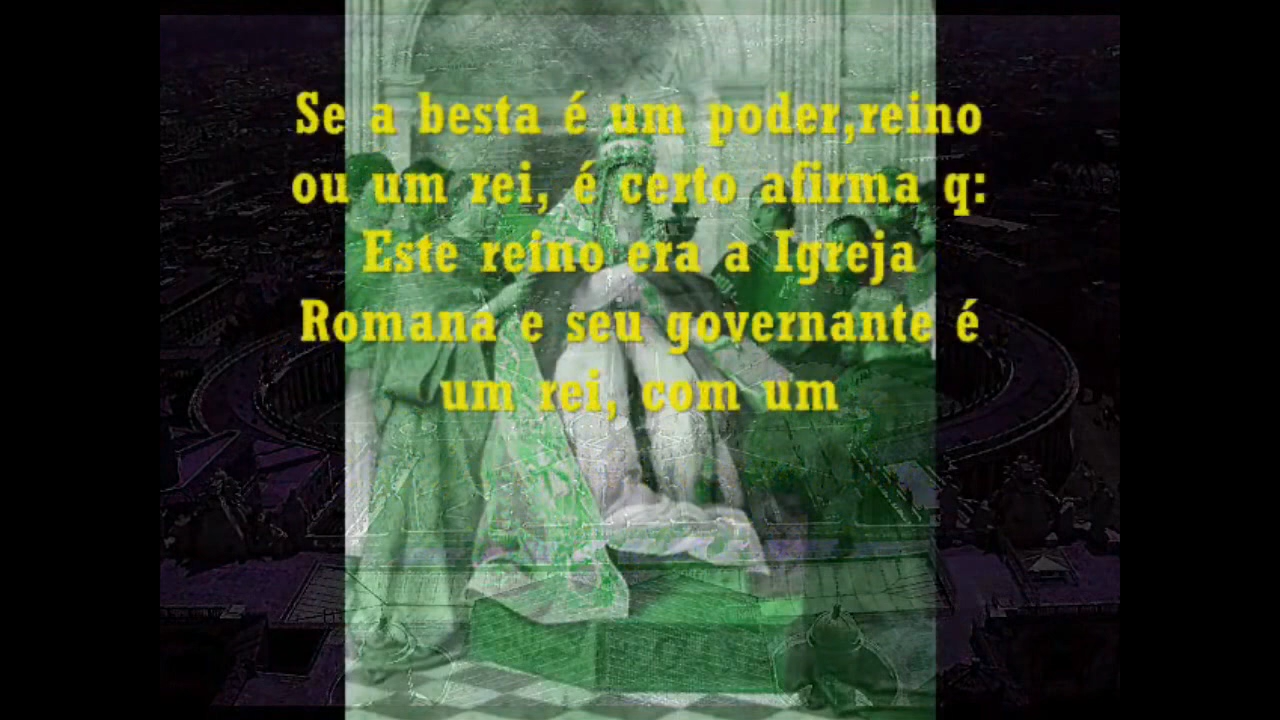 Se a besta é um poder,reino
ou um rei, é certo afirma q:
Este reino era a Igreja
Romana e seu governante é
um rei, com um